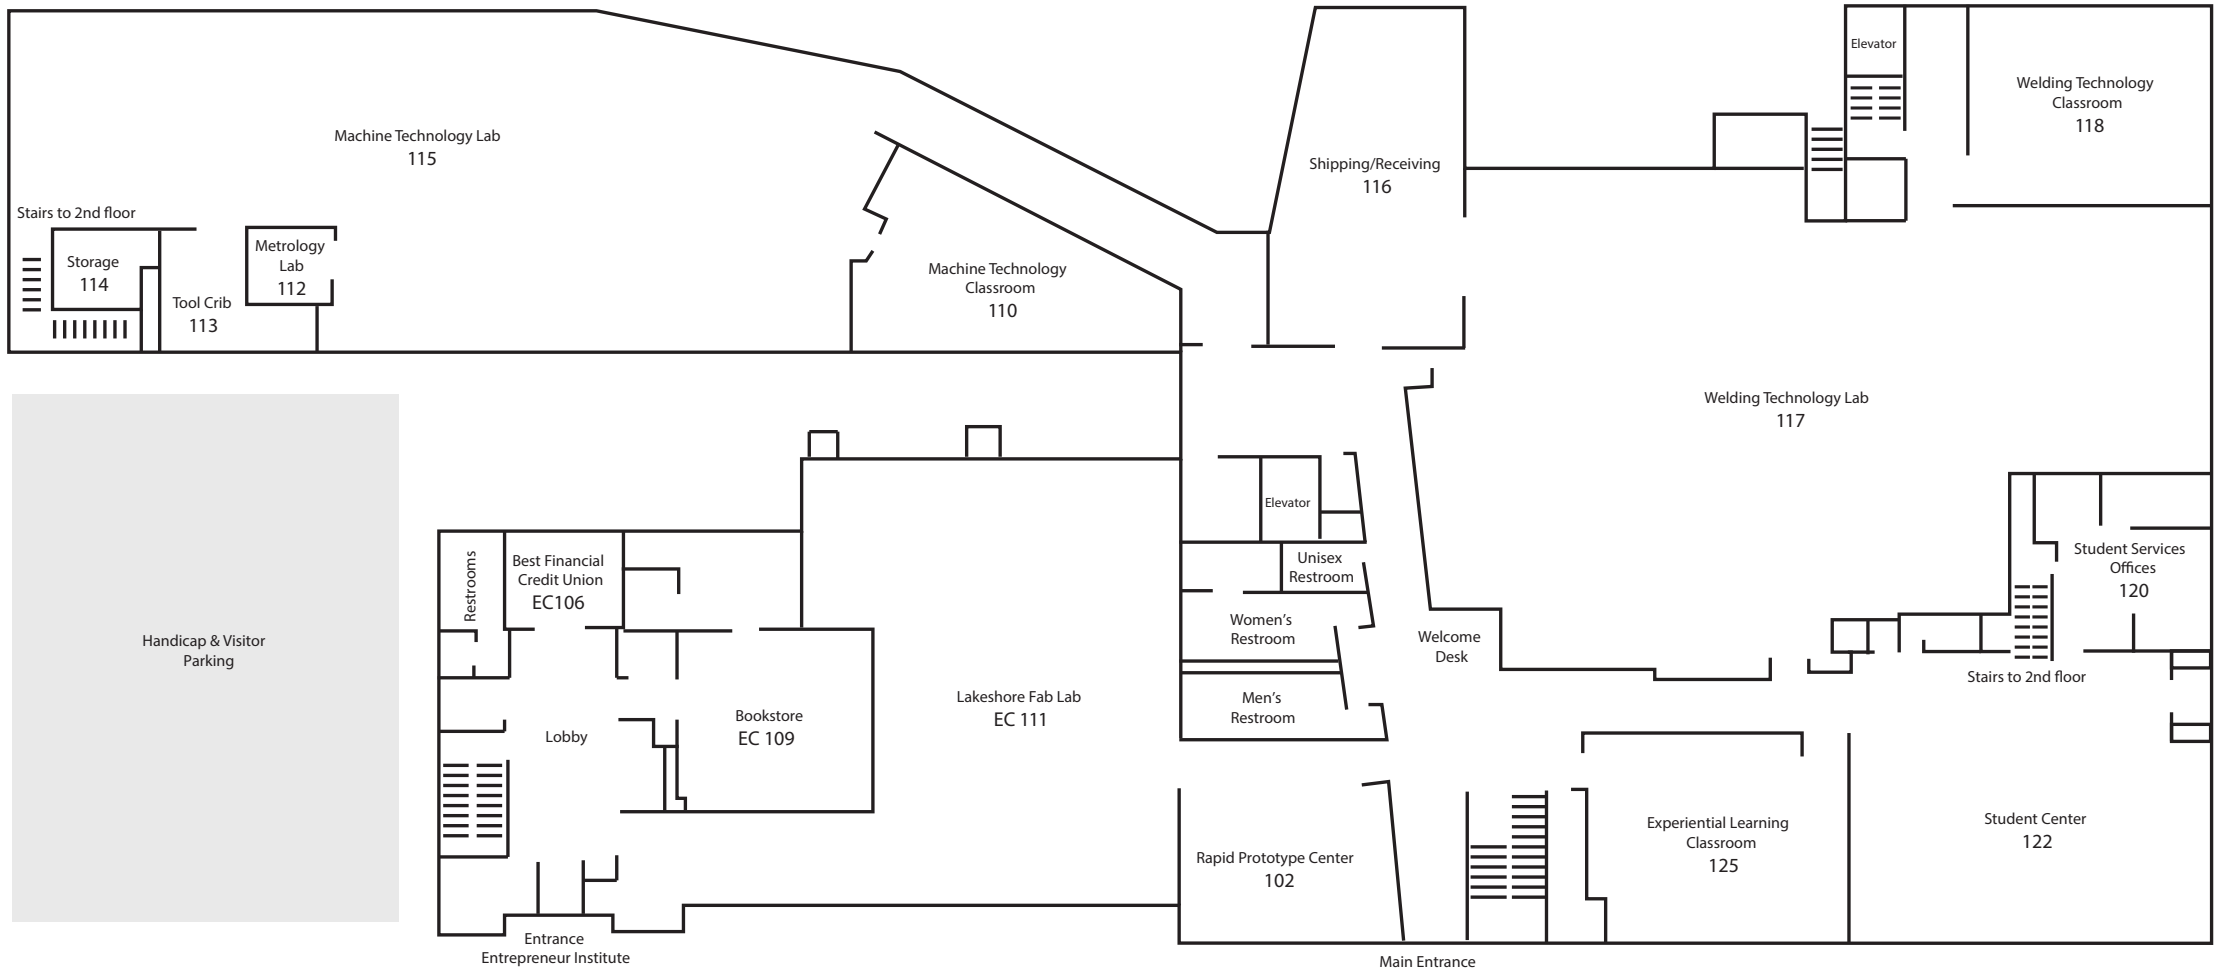 Elevator
Welding Technology
Classroom
118
Machine Technology Lab
115
Shipping/Receiving
116
Stairs to 2nd floor
Storage
114
Metrology
Lab
112
Tool Crib
113
Machine Technology
Classroom
110
Welding Technology Lab
117
Elevator
Restrooms
Best Financial
Credit Union
EC106
Unisex
Restroom
Student Services
Offices
120
Handicap & Visitor
Parking
Women's
Restroom
Welcome
Desk
Stairs to 2nd floor
Lobby
Bookstore
EC 109
Lakeshore Fab Lab
EC 111
Men's
Restroom
Rapid Prototype Center
102
Experiential Learning
Classroom
125
Student Center
122
Entrance
Entrepreneur Institute
Main Entrance